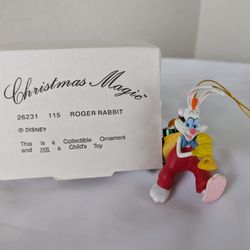 Christmas Magic
26231 115 ROGER RABBIT
© DISNEY
This is a Collectible Ornament
and not a Child's Toy